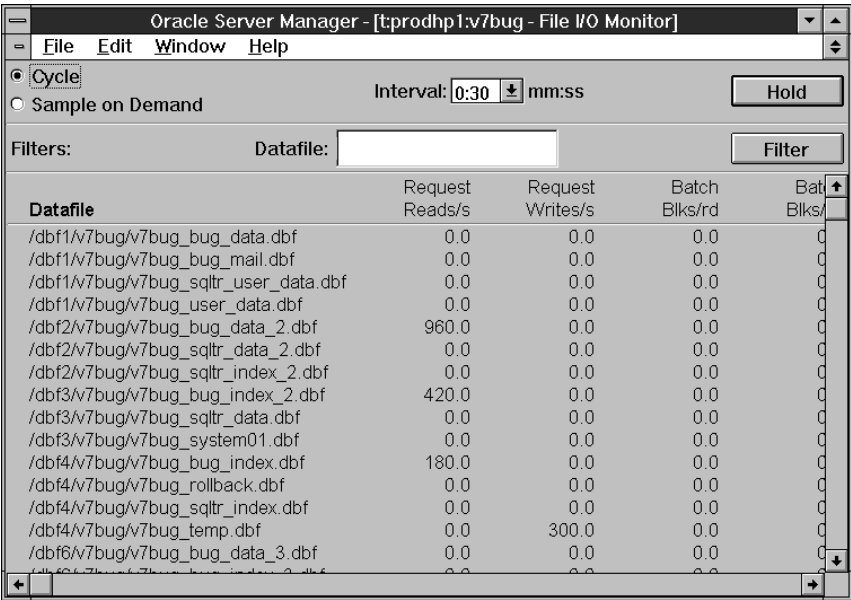 Oracle Server Manager - [t:prodhp1:v7bug - File I/O Monitor]
File Edit Window Help
Cycle
Sample on Demand
Interval: 0:30 mm:ss
Hold
Filters: Datafile: Filter
Request Request Batch
Datafile Reads/s Writes/s Blks/rd Blks/
/dbf1/v7bug/v7bug_bug_data.dbf 0.0 0.0 0.0
/dbf1/v7bug/v7bug_bug_mail.dbf 0.0 0.0 0.0
/dbf1/v7bug/v7bug_sqltr_user_data.dbf 0.0 0.0 0.0
/dbf1/v7bug/v7bug_user_data.dbf 0.0 0.0 0.0
/dbf2/v7bug/v7bug_bug_data_2.dbf 960.0 0.0 0.0
/dbf2/v7bug/v7bug_sqltr_data_2.dbf 0.0 0.0 0.0
/dbf2/v7bug/v7bug_sqltr_index_2.dbf 0.0 0.0 0.0
/dbf3/v7bug/v7bug_bug_index_2.dbf 420.0 0.0 0.0
/dbf3/v7bug/v7bug_sqltr_data.dbf 0.0 0.0 0.0
/dbf3/v7bug/v7bug_system01.dbf 0.0 0.0 0.0
/dbf4/v7bug/v7bug_bug_index.dbf 180.0 0.0 0.0
/dbf4/v7bug/v7bug_rollback.dbf 0.0 0.0 0.0
/dbf4/v7bug/v7bug_sqltr_index.dbf 0.0 0.0 0.0
/dbf4/v7bug/v7bug_temp.dbf 0.0 300.0 0.0
/dbf6/v7bug/v7bug_bug_data_3.dbf 0.0 0.0 0.0